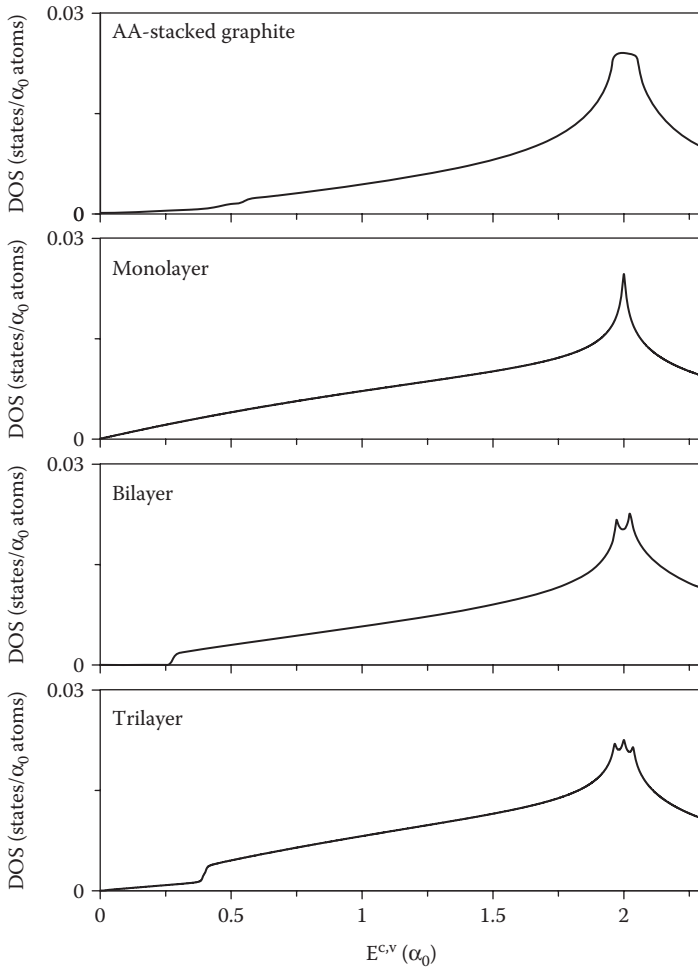 0.03
AA-stacked graphite
DOS (states/α₀ atoms)
0
0.03
Monolayer
DOS (states/α₀ atoms)
0
0.03
Bilayer
DOS (states/α₀ atoms)
0
0.03
Trilayer
DOS (states/α₀ atoms)
0
0 0.5 1 1.5 2
Eᶜ,ᵛ (α₀)